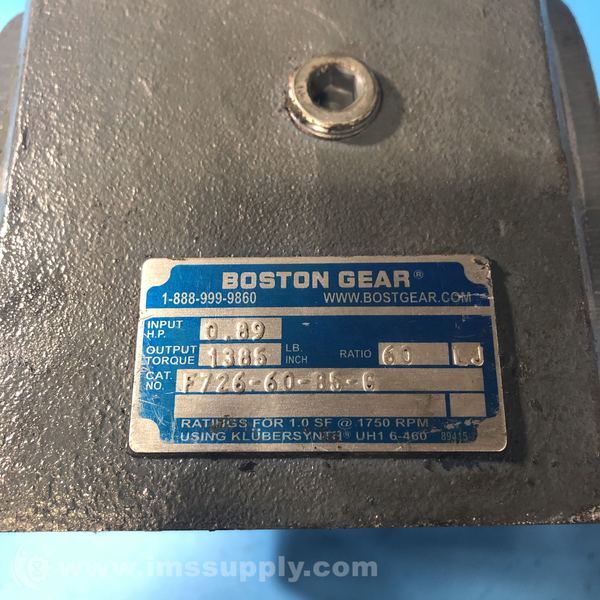 BOSTON GEAR®
1-888-999-9860 WWW.BOSTGEAR.COM
INPUT H.P. 0.89
OUTPUT TORQUE 1385 LB. INCH RATIO 60 LJ
CAT. NO. F726-60-B5-G
RATINGS FOR 1.0 SF @ 1750 RPM
USING KLÜBERSYNTH® UH1 6-460 89415
© www.imssupply.com